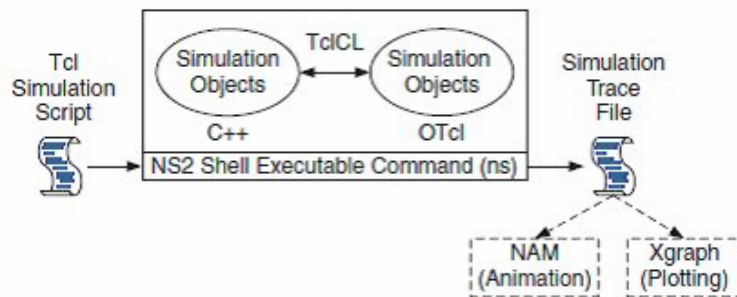 Tcl
Simulation
Script
TclCL
Simulation
Objects
Simulation
Objects
C++
OTcl
NS2 Shell Executable Command (ns)
Simulation
Trace
File
NAM
(Animation)
Xgraph
(Plotting)